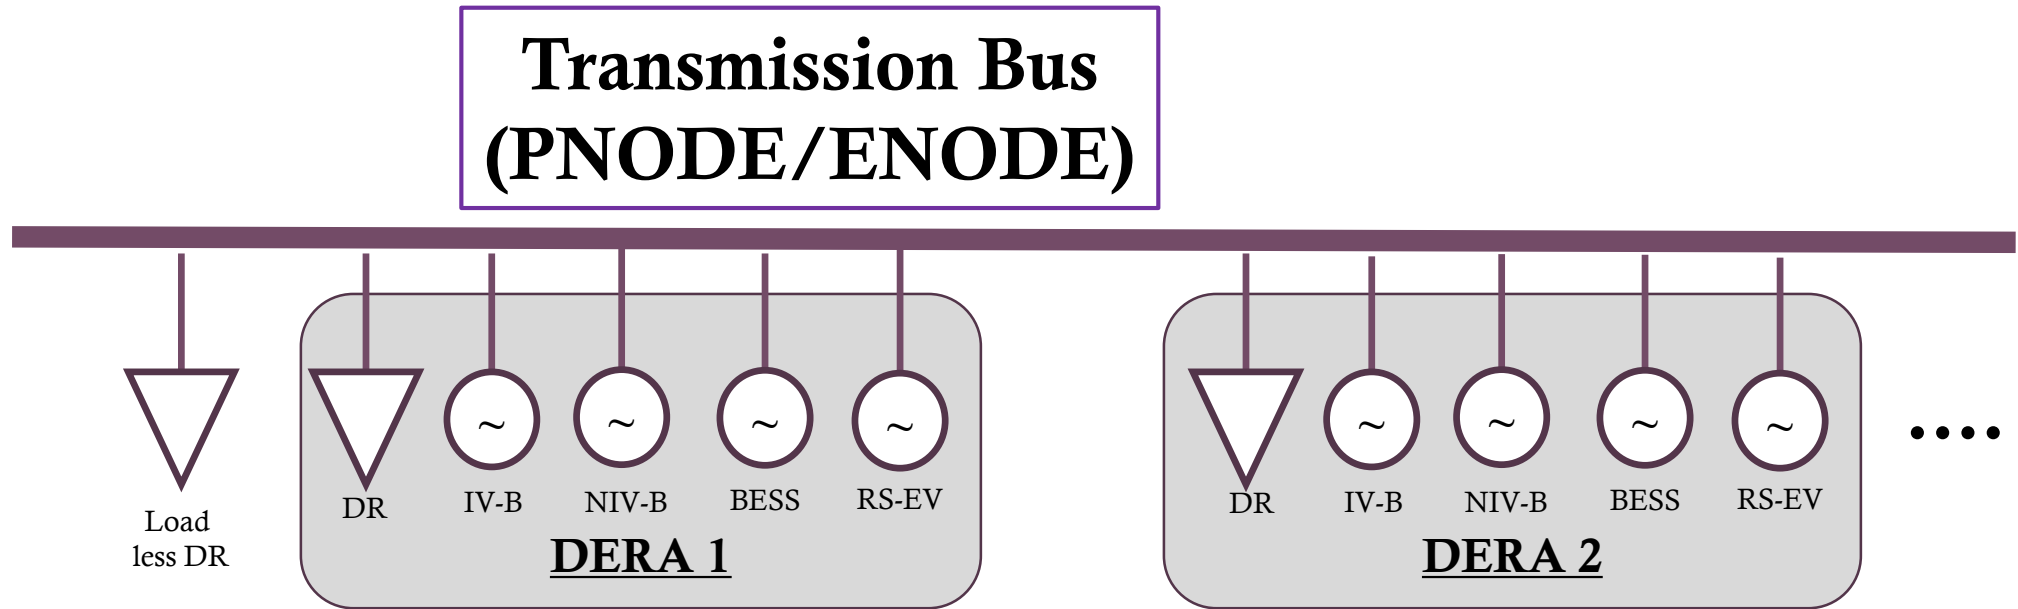 Transmission Bus
(PNODE/ENODE)
Load
less DR
DR
IV-B
NIV-B
BESS
RS-EV
DERA 1
DR
IV-B
NIV-B
BESS
RS-EV
DERA 2
~
~
~
~
~
~
~
~
....